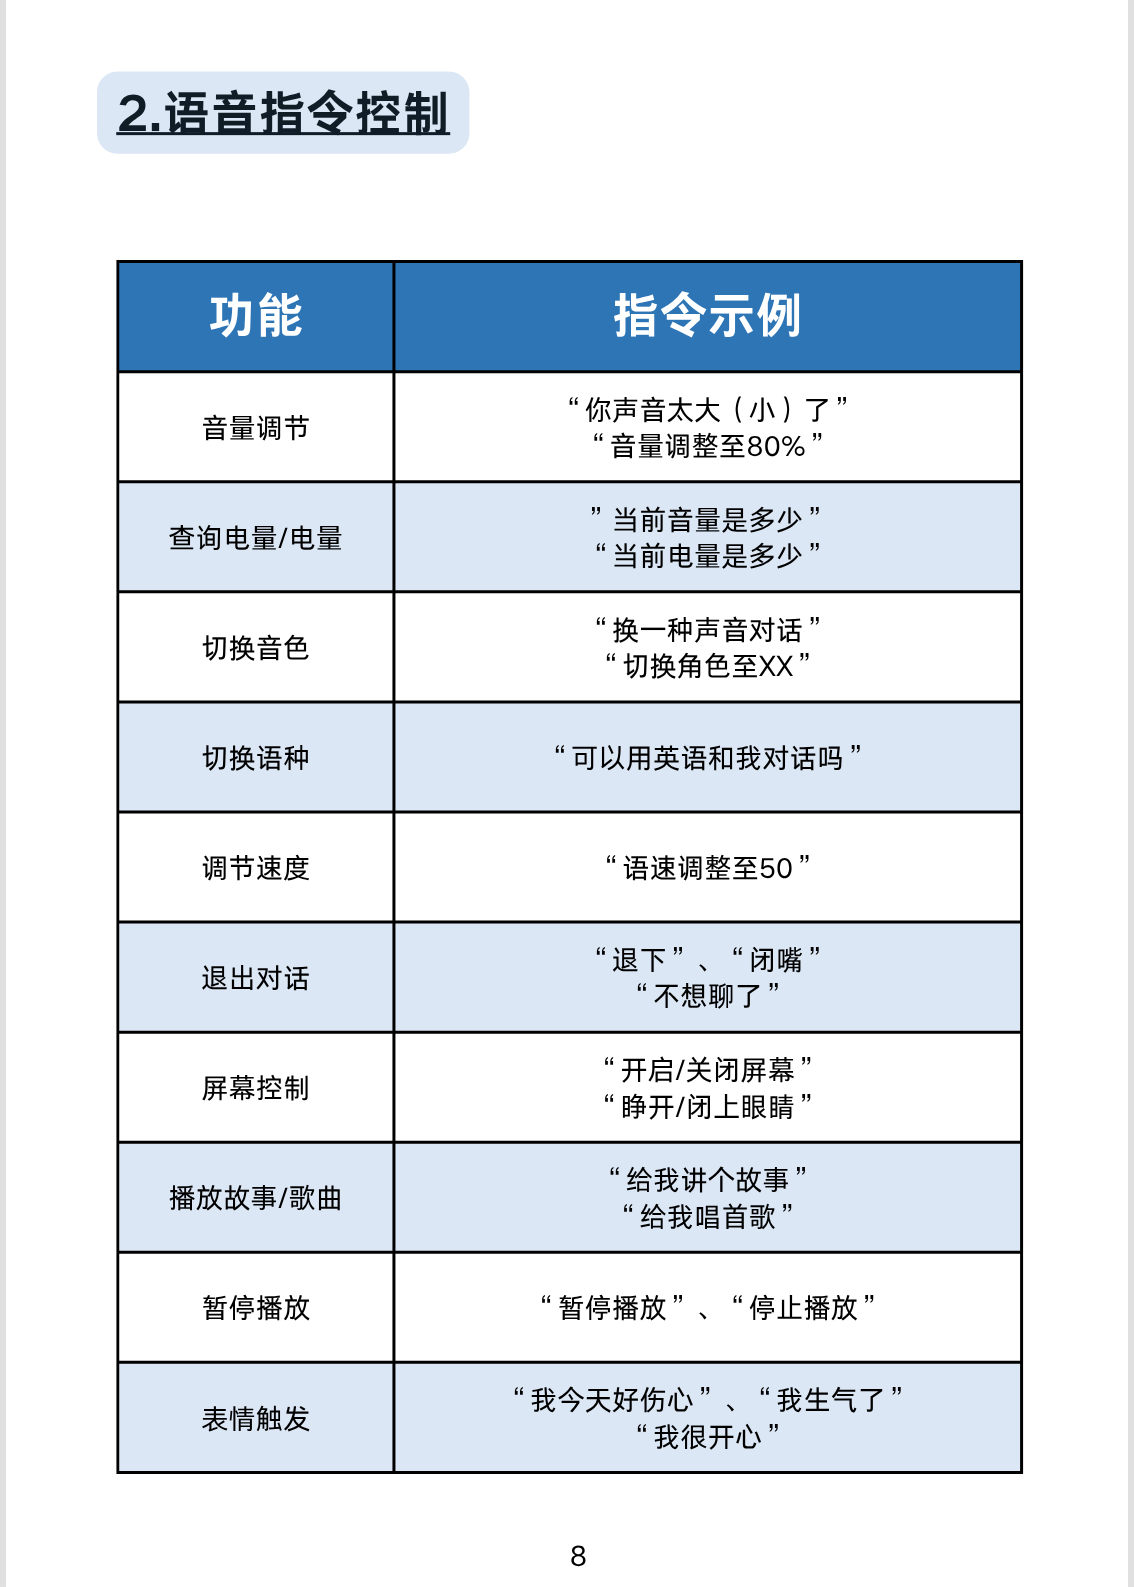 2.语音指令控制
功能
指令示例
音量调节
“你声音太大（小）了”
“音量调整至80%”
查询电量/电量
”当前音量是多少”
“当前电量是多少”
切换音色
“换一种声音对话”
“切换角色至XX”
切换语种
“可以用英语和我对话吗”
调节速度
“语速调整至50”
退出对话
“退下”、“闭嘴”
“不想聊了”
屏幕控制
“开启/关闭屏幕”
“睁开/闭上眼睛”
播放故事/歌曲
“给我讲个故事”
“给我唱首歌”
暂停播放
“暂停播放”、“停止播放”
表情触发
“我今天好伤心”、“我生气了”
“我很开心”
8